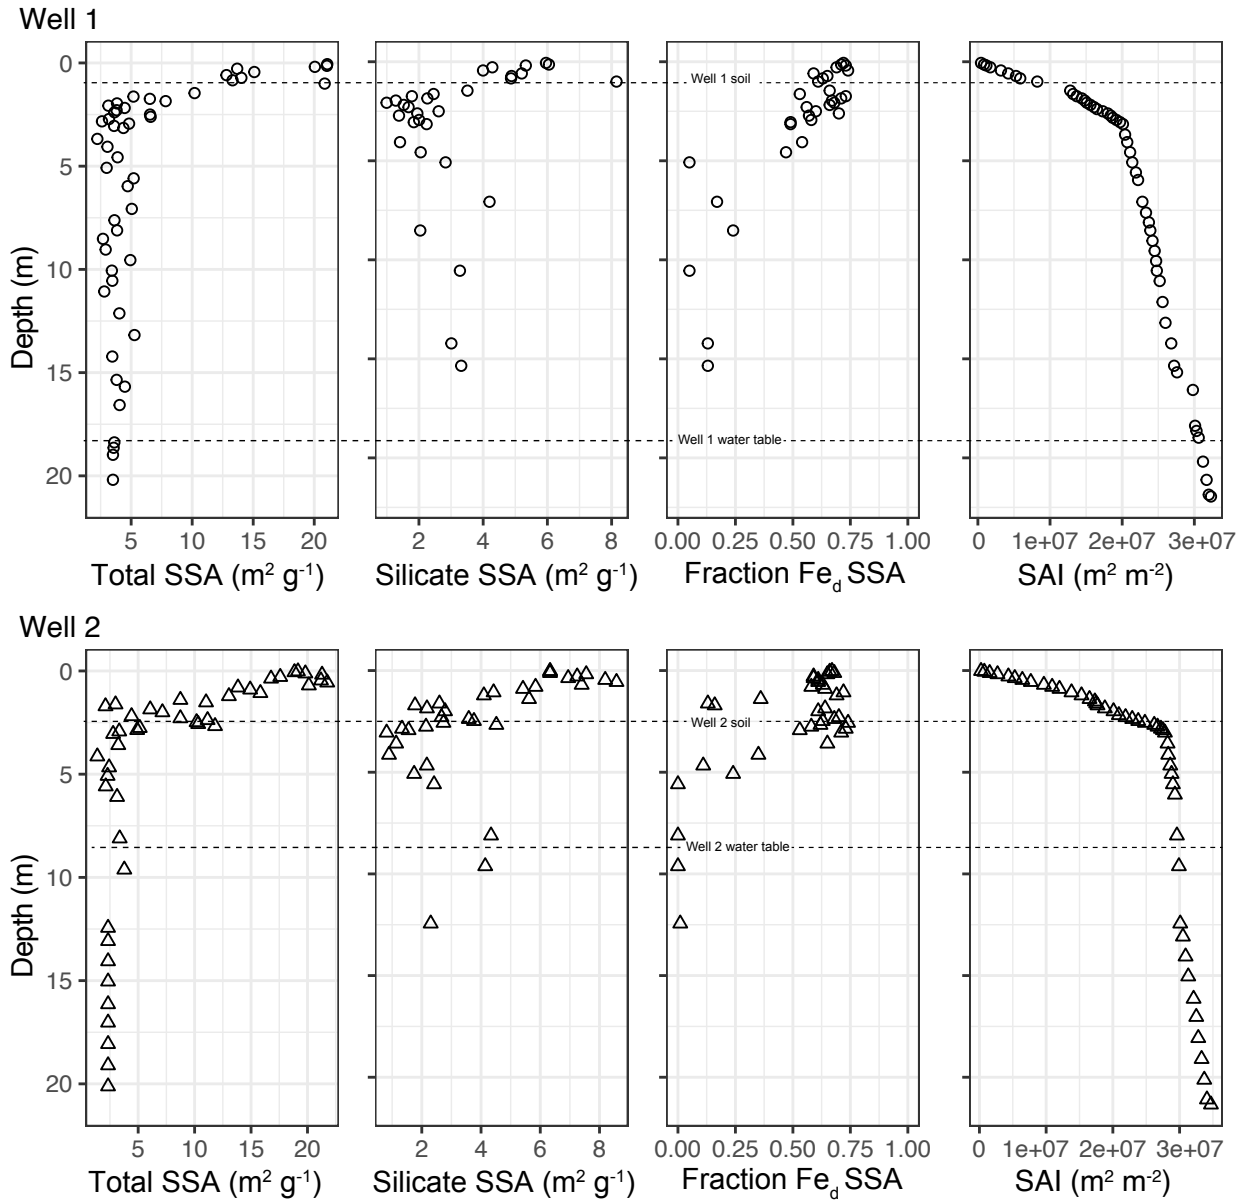 Well 1
0
5
10
15
20
Depth (m)
Well 1 soil
Well 1 water table
5 10 15 20
2 4 6 8
0.00 0.25 0.50 0.75 1.00
0 1e+07 20e+07 3e+07
Total SSA (m² g⁻¹)
Silicate SSA (m² g⁻¹)
Fraction Fe_d SSA
SAI (m² m⁻²)
Well 2
0
5
10
15
20
Depth (m)
Well 2 soil
Well 2 water table
5 10 15 20
2 4 6 8
0.00 0.25 0.50 0.75 1.00
0 1e+07 20e+07 3e+07
Total SSA (m² g⁻¹)
Silicate SSA (m² g⁻¹)
Fraction Fe_d SSA
SAI (m² m⁻²)